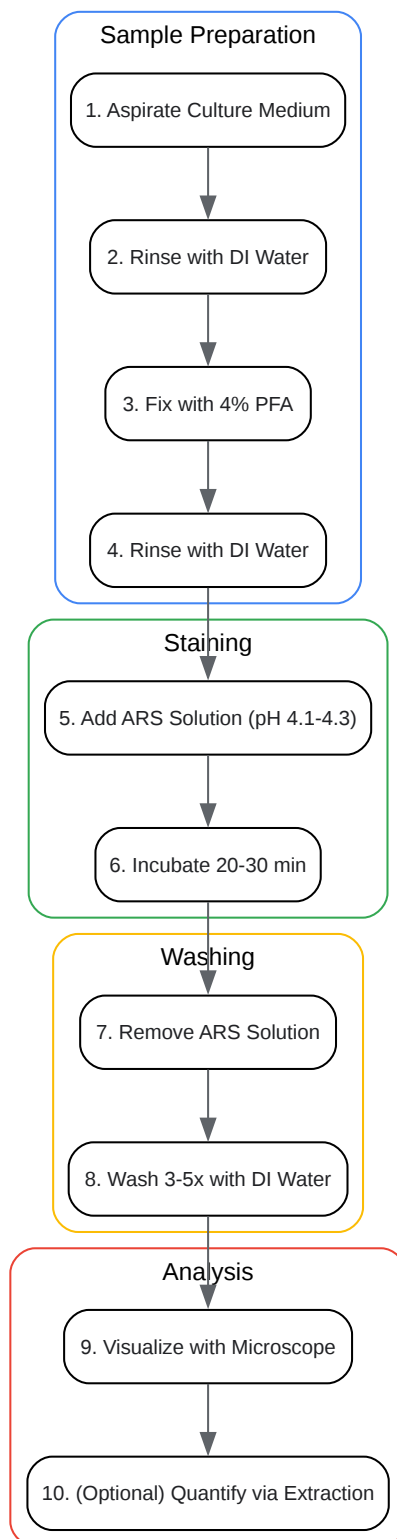 Sample Preparation
1. Aspirate Culture Medium
2. Rinse with DI Water
3. Fix with 4% PFA
4. Rinse with DI Water
Staining
5. Add ARS Solution (pH 4.1-4.3)
6. Incubate 20-30 min
Washing
7. Remove ARS Solution
8. Wash 3-5x with DI Water
Analysis
9. Visualize with Microscope
10. (Optional) Quantify via Extraction